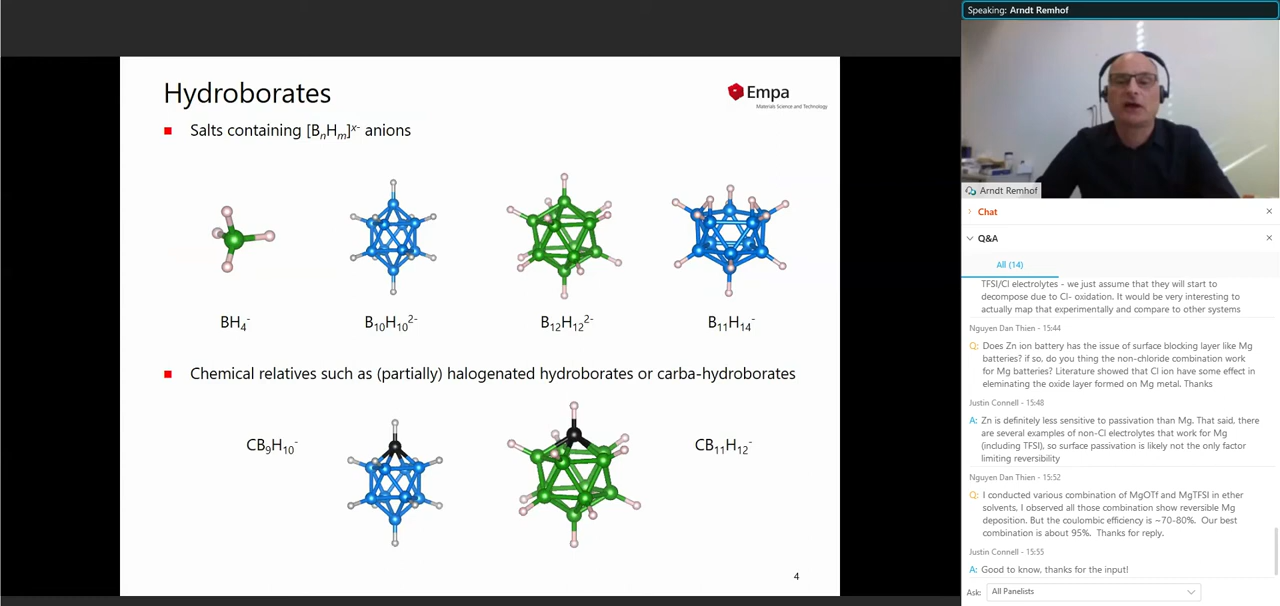 Speaking: Arndt Remhof
Hydroborates
Empa
Materials Science and Technology
Salts containing [BnHm]x- anions
BH4-
B10H10 2-
B12H12 2-
B11H14-
Chemical relatives such as (partially) halogenated hydroborates or carba-hydroborates
CB9H10-
CB11H12-
4
Arndt Remhof
Chat
Q&A
All (14)
TFSI/Cl electrolytes - we just assume that they will start to
decompose due to Cl- oxidation. It would be very interesting to
actually map that experimentally and compare to other systems
Nguyen Dan Thien - 15:44
Q: Does Zn ion battery has the issue of surface blocking layer like Mg
batteries? if so, do you thing the non-chloride combination work
for Mg batteries? Literature showed that Cl ion have some effect in
eleminating the oxide layer formed on Mg metal. Thanks
Justin Connell - 15:48
A: Zn is definitely less sensitive to passivation than Mg. That said, there
are several examples of non-Cl electrolytes that work for Mg
(including TFSI), so surface passivation is likely not the only factor
limiting reversibility
Nguyen Dan Thien - 15:52
Q: I conducted various combination of MgOTf and MgTFSI in ether
solvents, I observed all those combination show reversible Mg
deposition. But the coulombic efficiency is ~70-80%. Our best
combination is about 95%. Thanks for reply.
Justin Connell - 15:55
A: Good to know, thanks for the input!
Ask: All Panelists